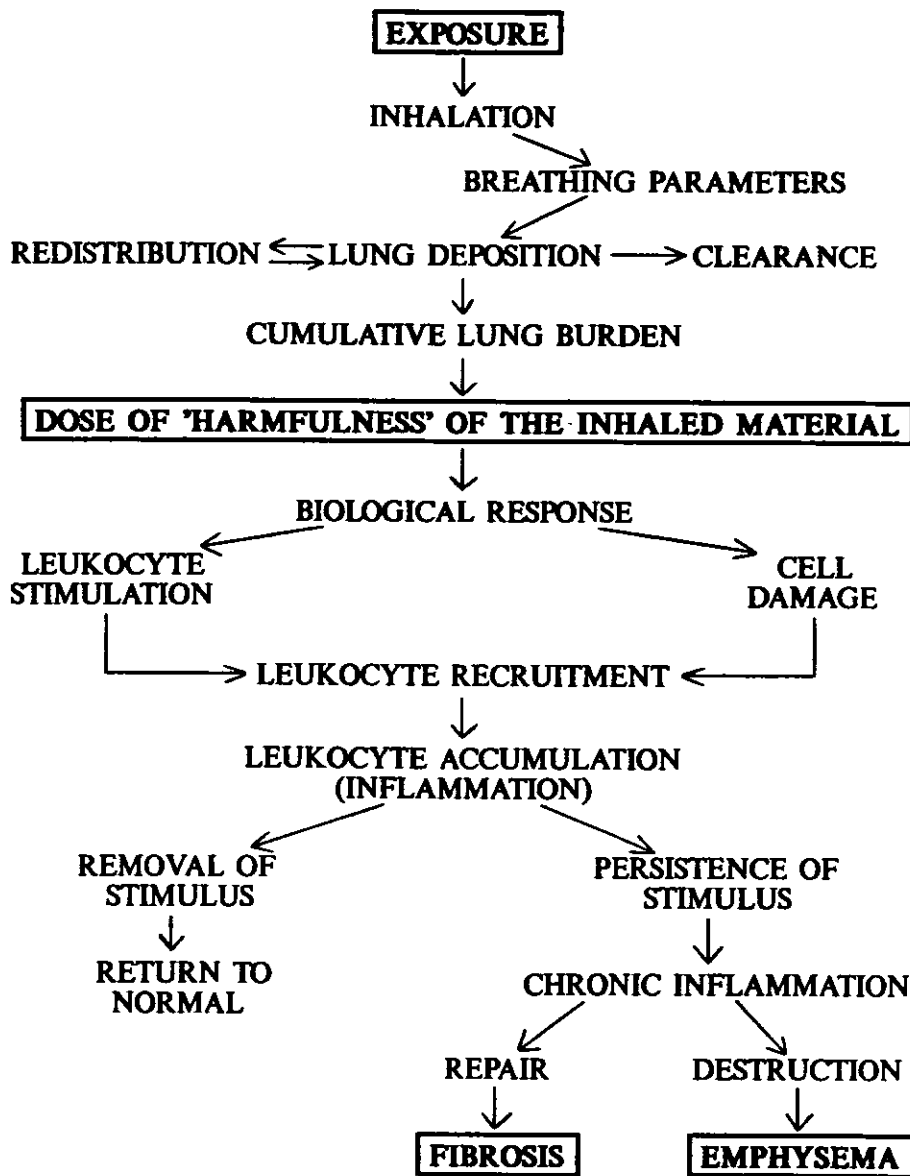 EXPOSURE
INHALATION
BREATHING PARAMETERS
REDISTRIBUTION LUNG DEPOSITION CLEARANCE
CUMULATIVE LUNG BURDEN
DOSE OF 'HARMFULNESS' OF THE INHALED MATERIAL
BIOLOGICAL RESPONSE
LEUKOCYTE
STIMULATION
CELL
DAMAGE
LEUKOCYTE RECRUITMENT
LEUKOCYTE ACCUMULATION
(INFLAMMATION)
REMOVAL OF
STIMULUS
PERSISTENCE OF
STIMULUS
RETURN TO
NORMAL
CHRONIC INFLAMMATION
REPAIR
DESTRUCTION
FIBROSIS
EMPHYSEMA